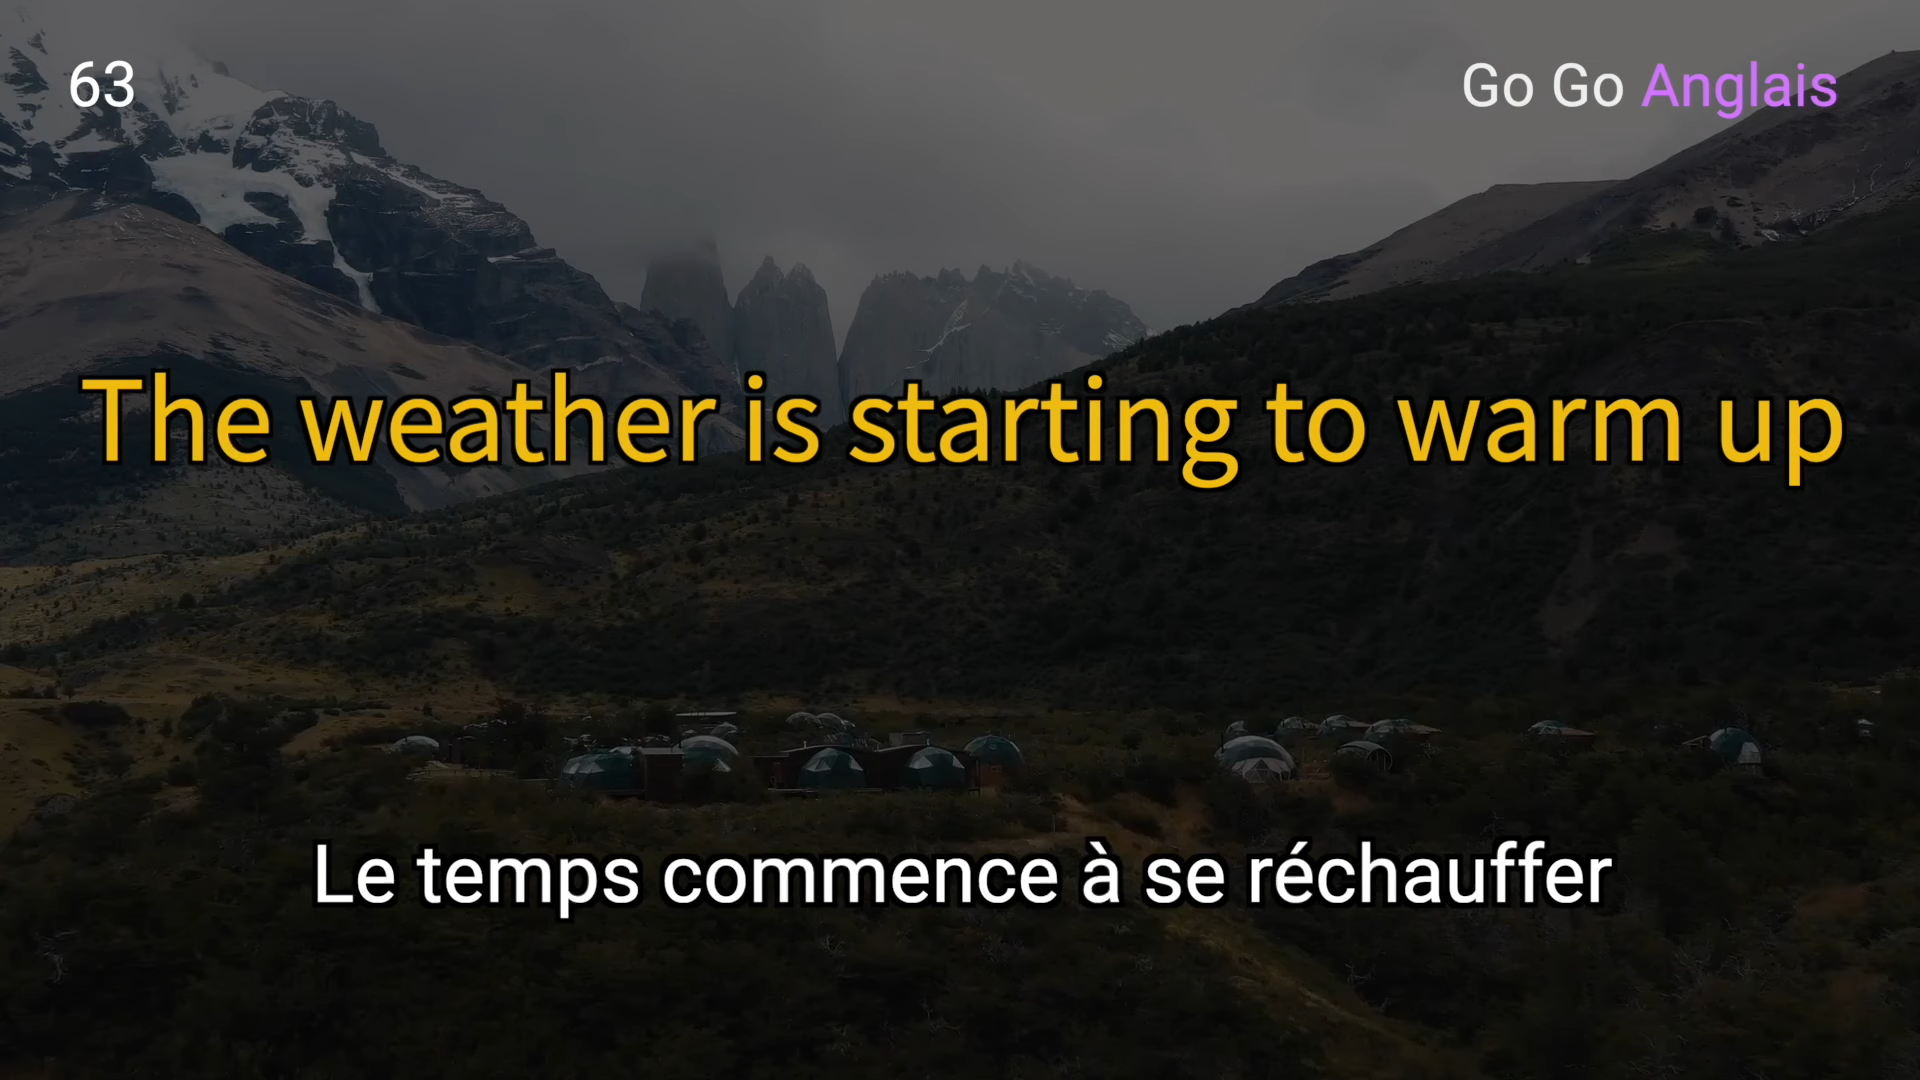 63
Go Go Anglais
The weather is starting to warm up
Le temps commence à se réchauffer